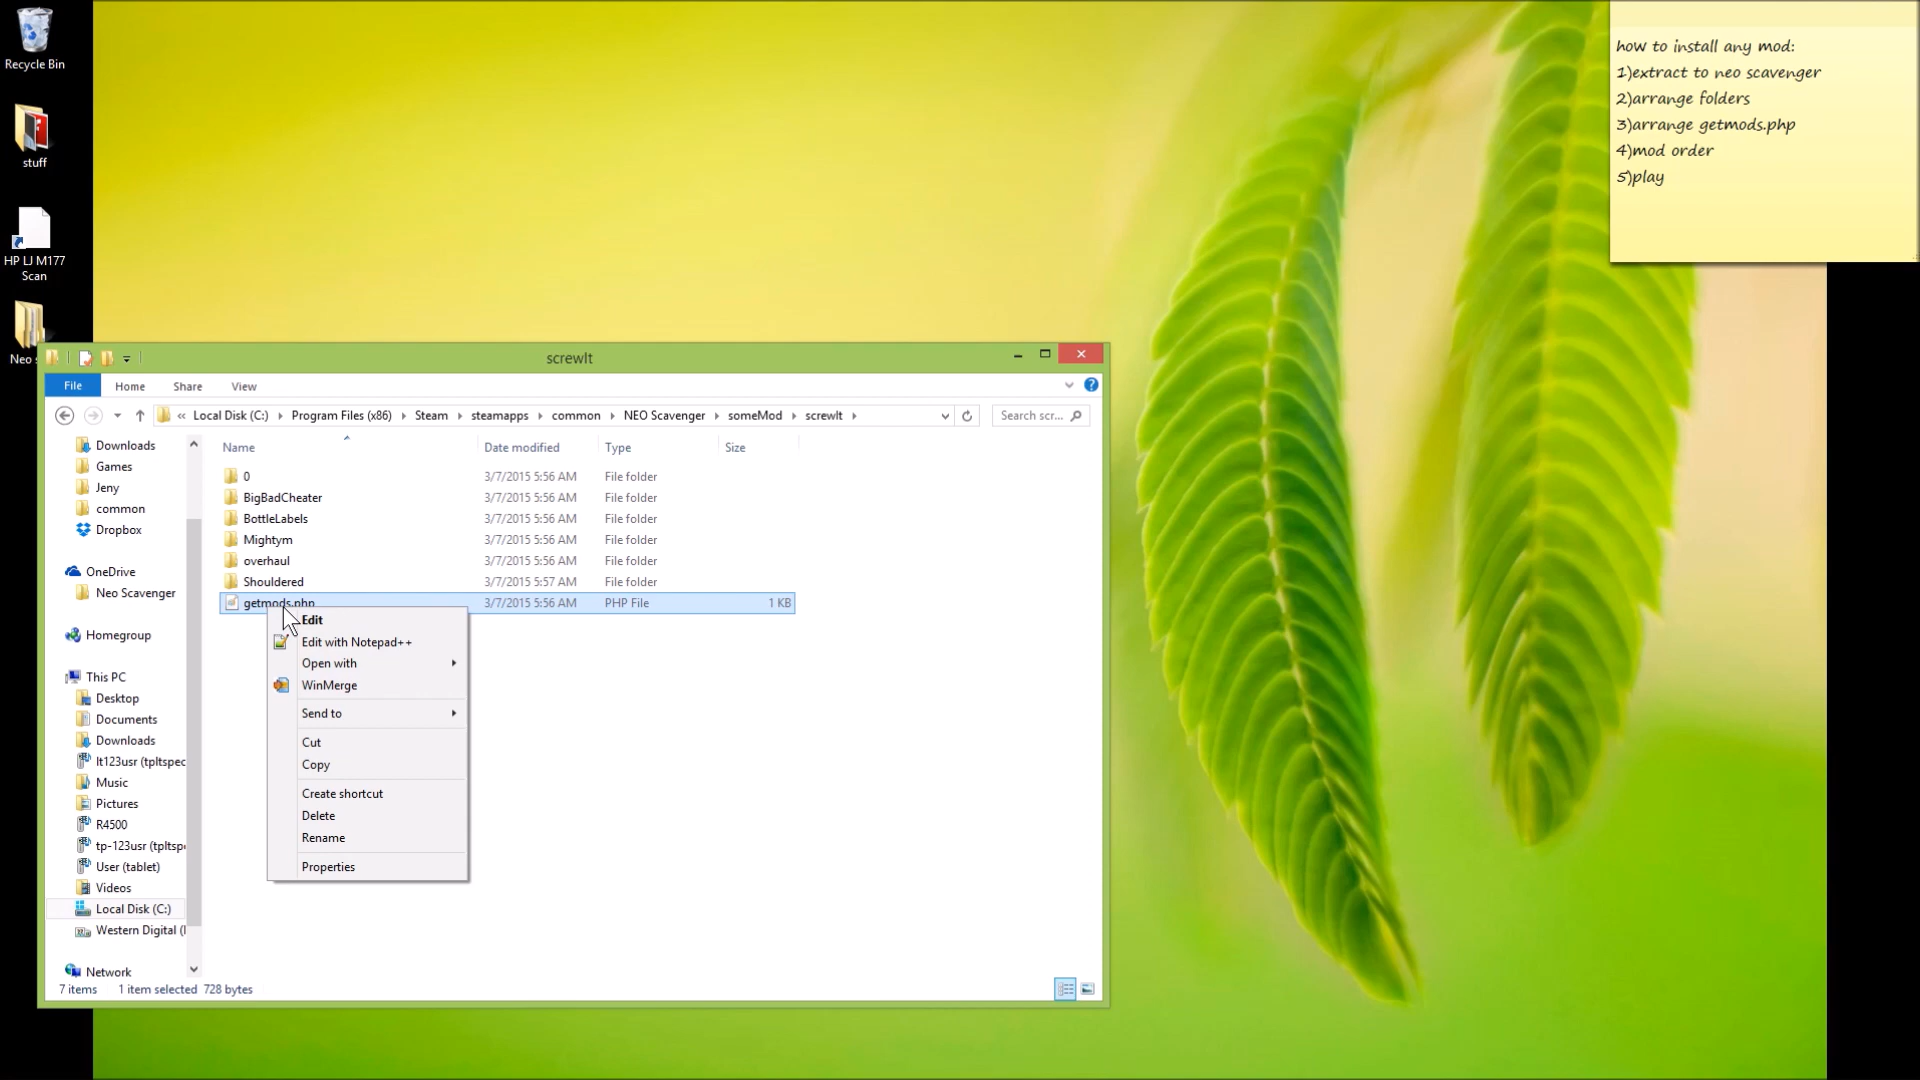 Recycle Bin
stuff
HP LJ M177
Scan
Neo
how to install any mod:
1)extract to neo scavenger
2)arrange folders
3)arrange getmods.php
4)mod order
5)play
screwIt
File Home Share View
« Local Disk (C:) Program Files (x86) Steam steamapps common NEO Scavenger someMod screwIt
Search scr...
Name Date modified Type Size
Downloads
Games
Jeny
common
Dropbox
OneDrive
Neo Scavenger
Homegroup
This PC
Desktop
Documents
Downloads
lt123usr (tpltspec
Music
Pictures
R4500
tp-123usr (tpltsp
User (tablet)
Videos
Local Disk (C:)
Western Digital (
Network
0 3/7/2015 5:56 AM File folder
BigBadCheater 3/7/2015 5:56 AM File folder
BottleLabels 3/7/2015 5:56 AM File folder
Mightym 3/7/2015 5:56 AM File folder
overhaul 3/7/2015 5:56 AM File folder
Shouldered 3/7/2015 5:57 AM File folder
getmods.php 3/7/2015 5:56 AM PHP File 1 KB
Edit
Edit with Notepad++
Open with
WinMerge
Send to
Cut
Copy
Create shortcut
Delete
Rename
Properties
7 items 1 item selected 728 bytes